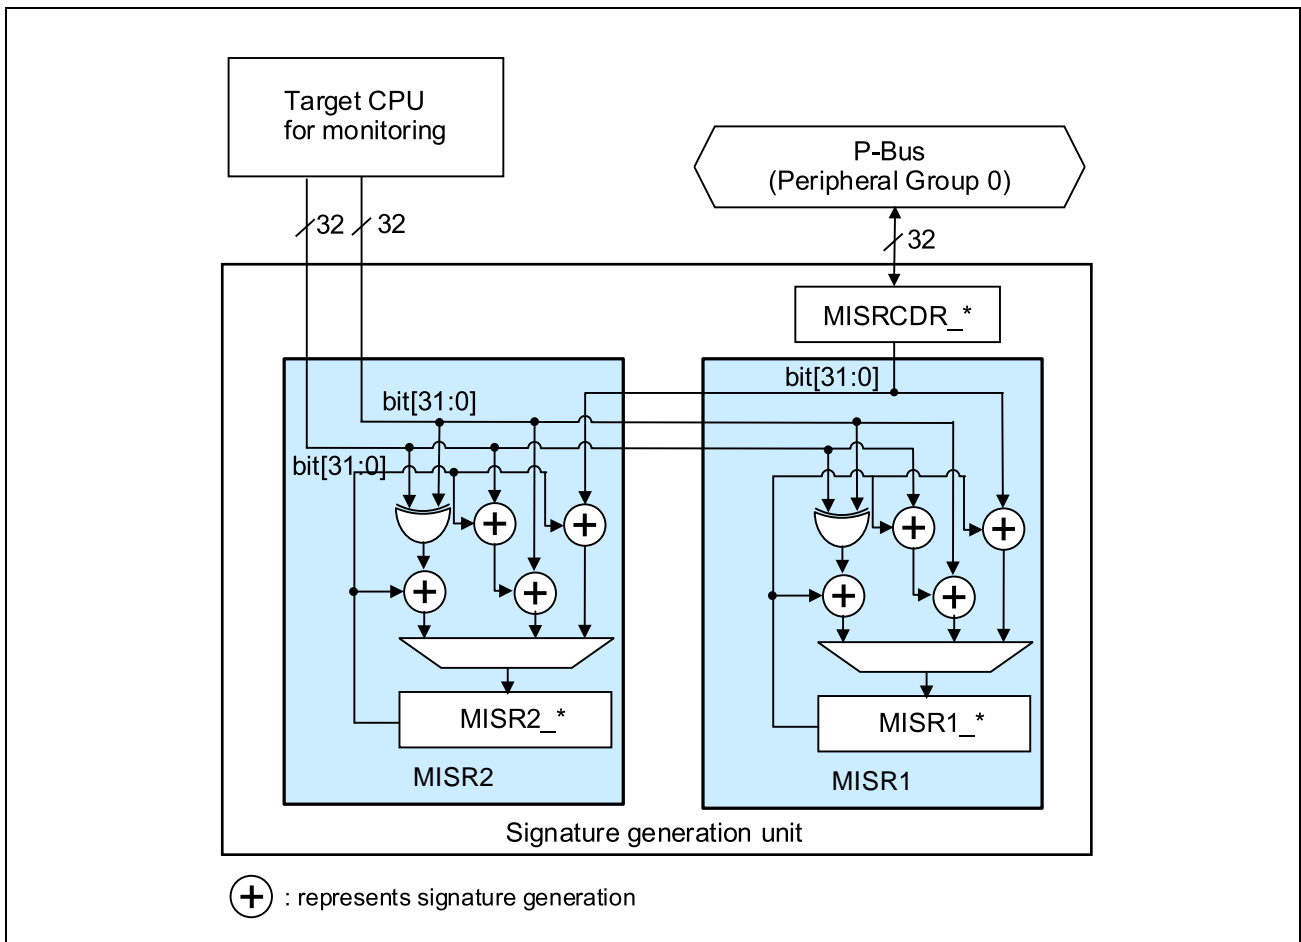 Target CPU
for monitoring
P-Bus
(Peripheral Group 0)
32
32
32
MISRCDR_*
bit[31:0]
bit[31:0]
bit[31:0]
MISR2_*
MISR1_*
MISR2
MISR1
Signature generation unit
: represents signature generation